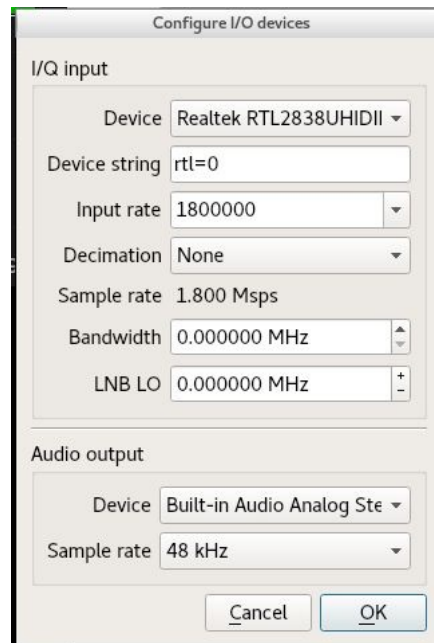 Configure I/O devices
I/Q input
Device Realtek RTL2838UHIDII
Device string rtl=0
Input rate 1800000
Decimation None
Sample rate 1.800 Msps
Bandwidth 0.000000 MHz
LNB LO 0.000000 MHz
Audio output
Device Built-in Audio Analog Ste
Sample rate 48 kHz
Cancel OK